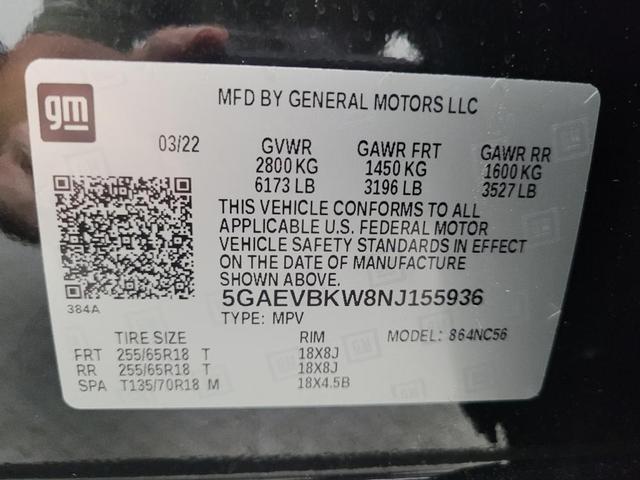 gm
MFD BY GENERAL MOTORS LLC
03/22 GVWR GAWR FRT GAWR RR
2800 KG 1450 KG 1600 KG
6173 LB 3196 LB 3527 LB
THIS VEHICLE CONFORMS TO ALL
APPLICABLE U.S. FEDERAL MOTOR
VEHICLE SAFETY STANDARDS IN EFFECT
ON THE DATE OF MANUFACTURE
SHOWN ABOVE.
5GAEVBKW8NJ155936
384A
TYPE: MPV
TIRE SIZE RIM MODEL: 864NC56
FRT 255/65R18 T 18X8J
RR 255/65R18 T 18X8J
SPA T135/70R18 M 18X4.5B